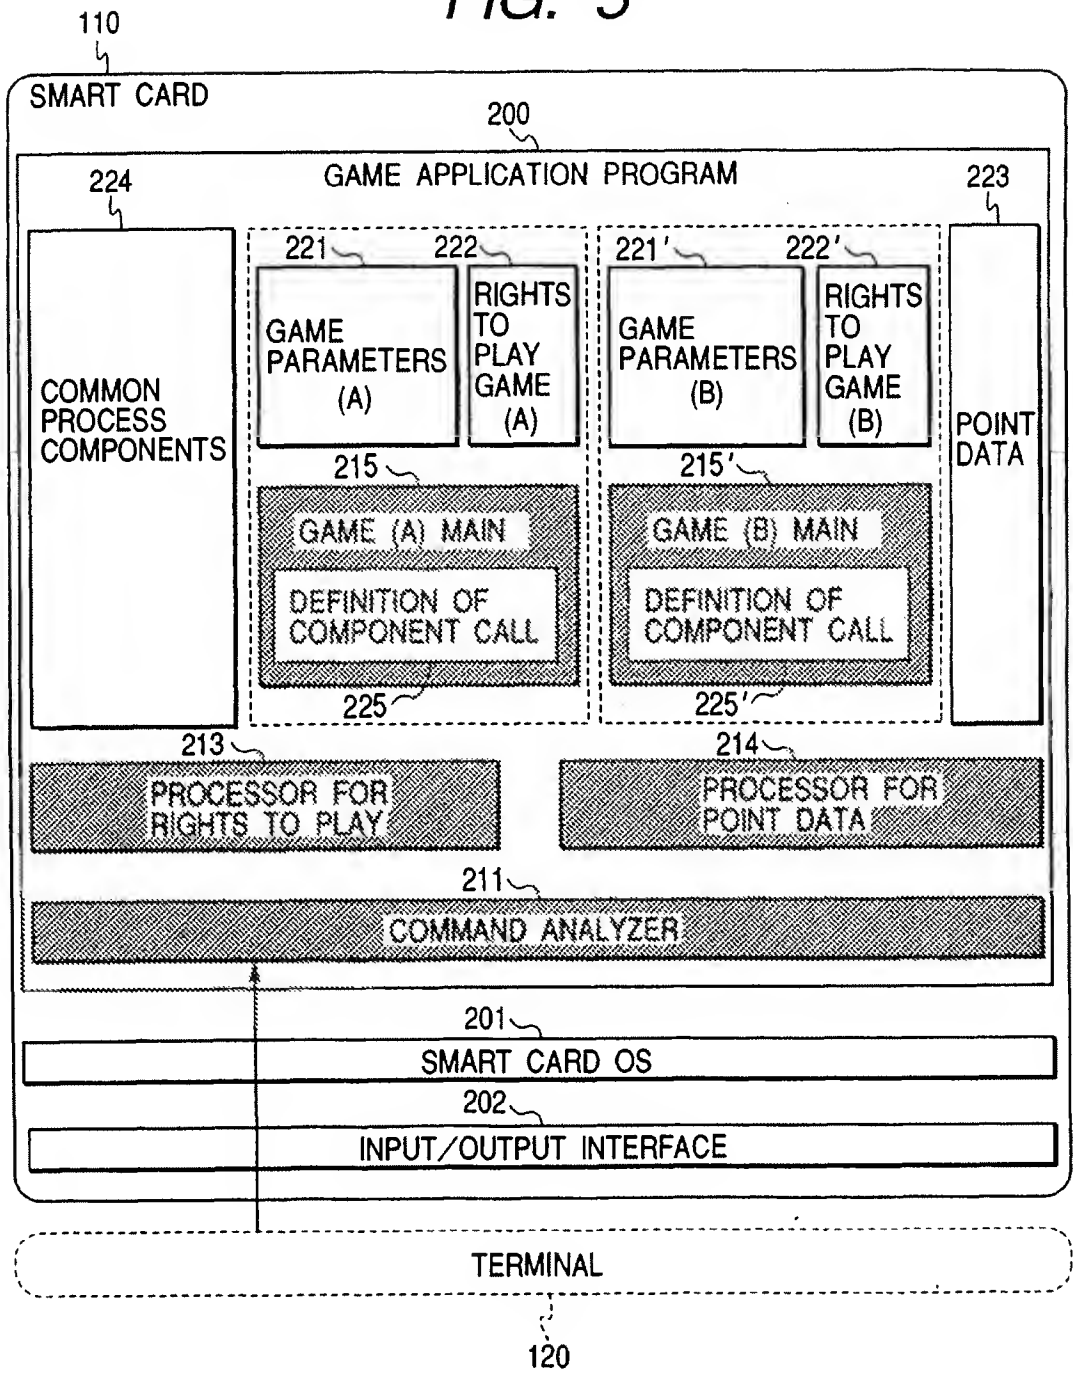 FIG. 5
110
SMART CARD
200
GAME APPLICATION PROGRAM
224
223
221
222
221'
222'
COMMON
PROCESS
COMPONENTS
GAME
PARAMETERS
(A)
RIGHTS
TO
PLAY
GAME
(A)
GAME
PARAMETERS
(B)
RIGHTS
TO
PLAY
GAME
(B)
POINT
DATA
215
GAME (A) MAIN
DEFINITION OF
COMPONENT CALL
225
215'
GAME (B) MAIN
DEFINITION OF
COMPONENT CALL
225'
213
PROCESSOR FOR
RIGHTS TO PLAY
214
PROCESSOR FOR
POINT DATA
211
COMMAND ANALYZER
201
SMART CARD OS
202
INPUT/OUTPUT INTERFACE
TERMINAL
120